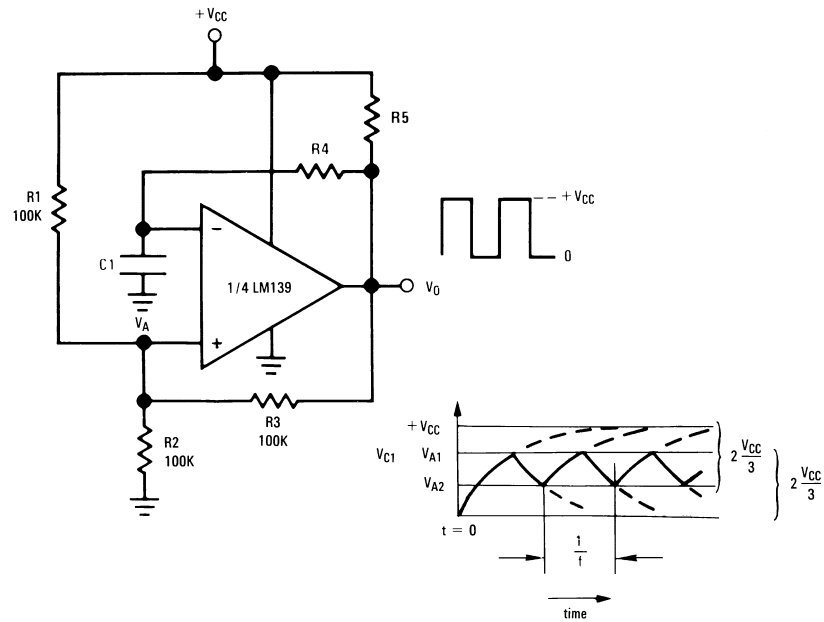 + VCC
R5
R4
R1
100K
C1
−
1/4 LM139
+
VA
VO
R3
100K
R2
100K
+ VCC
0
+ VCC
VC1
VA1
VA2
t = 0
2 VCC/3
2 VCC/3
1/f
time